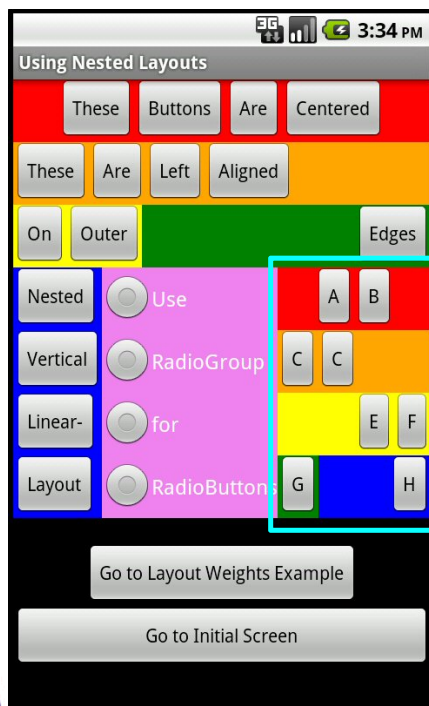 3G 3:34 PM
Using Nested Layouts
These Buttons Are Centered
These Are Left Aligned
On Outer Edges
Nested Use A B
Vertical RadioGroup C C
Linear- for E F
Layout RadioButtons G H
Go to Layout Weights Example
Go to Initial Screen